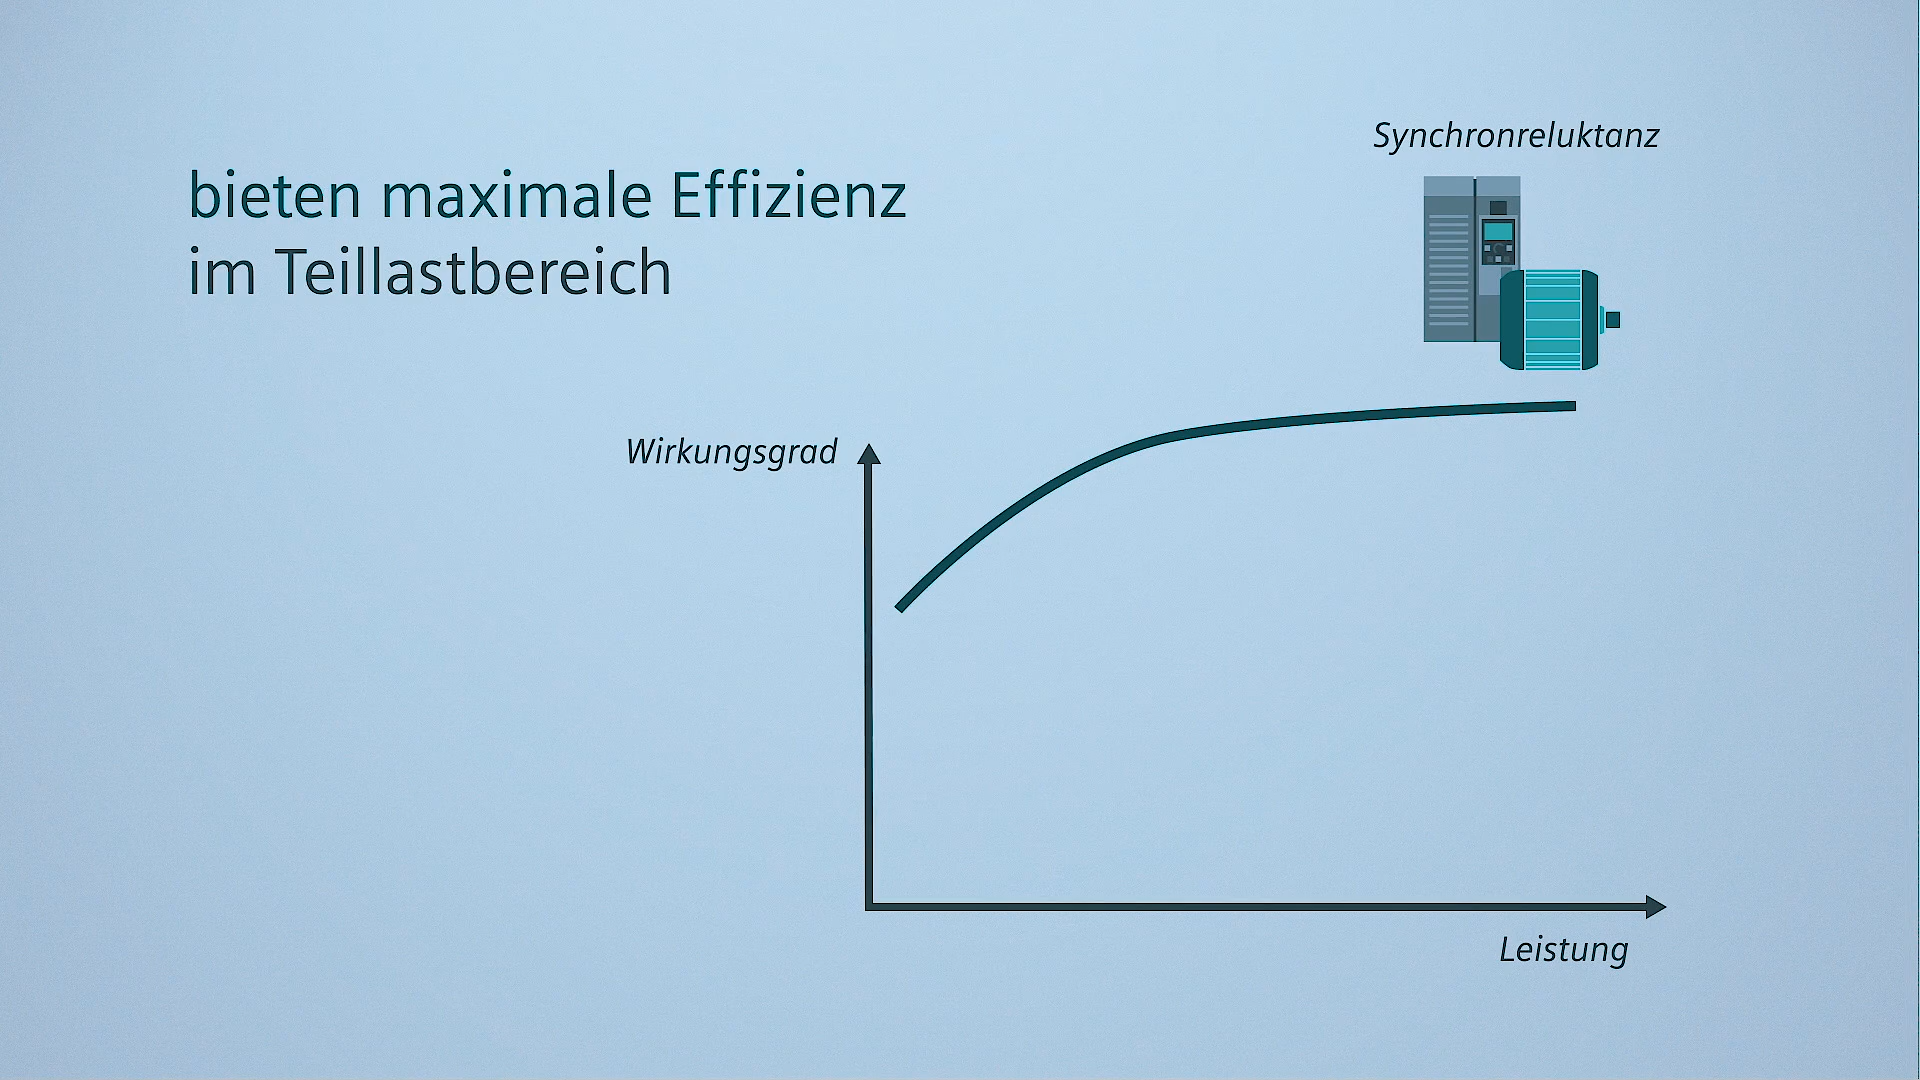 bieten maximale Effizienz
im Teillastbereich
Synchronreluktanz
Wirkungsgrad
Leistung